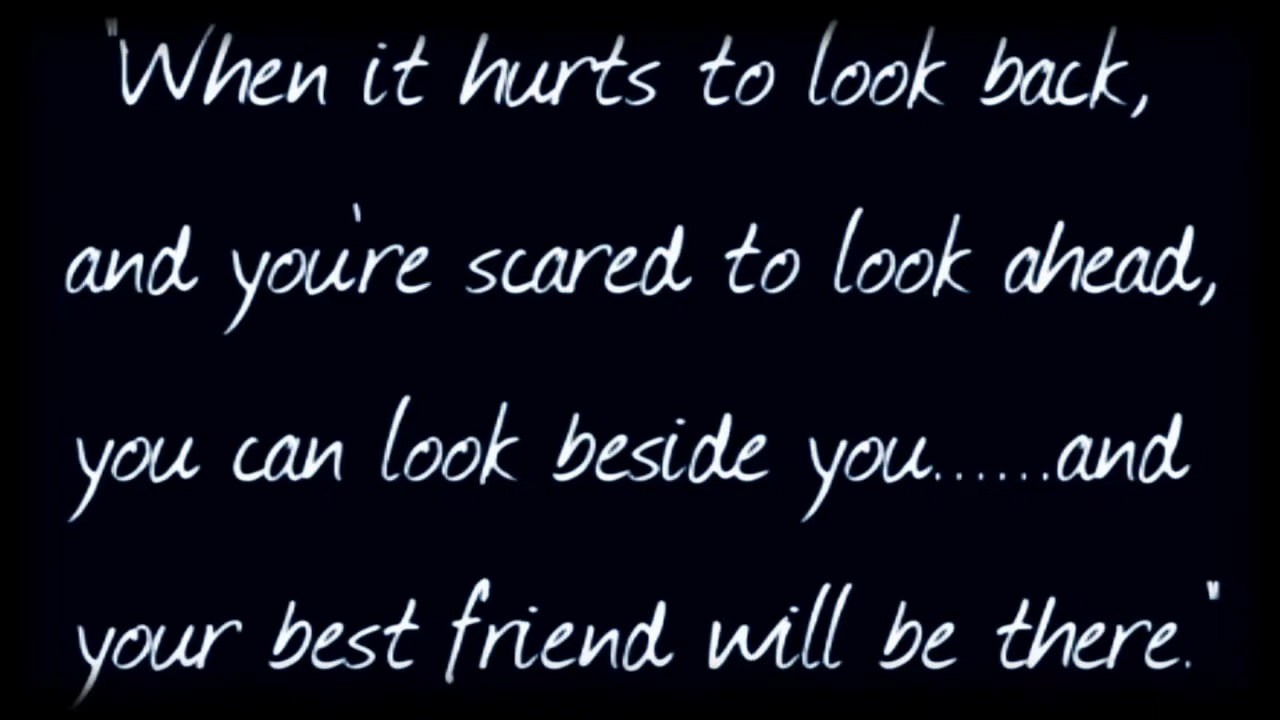 "When it hurts to look back,
and you're scared to look ahead,
you can look beside you......and
your best friend will be there."